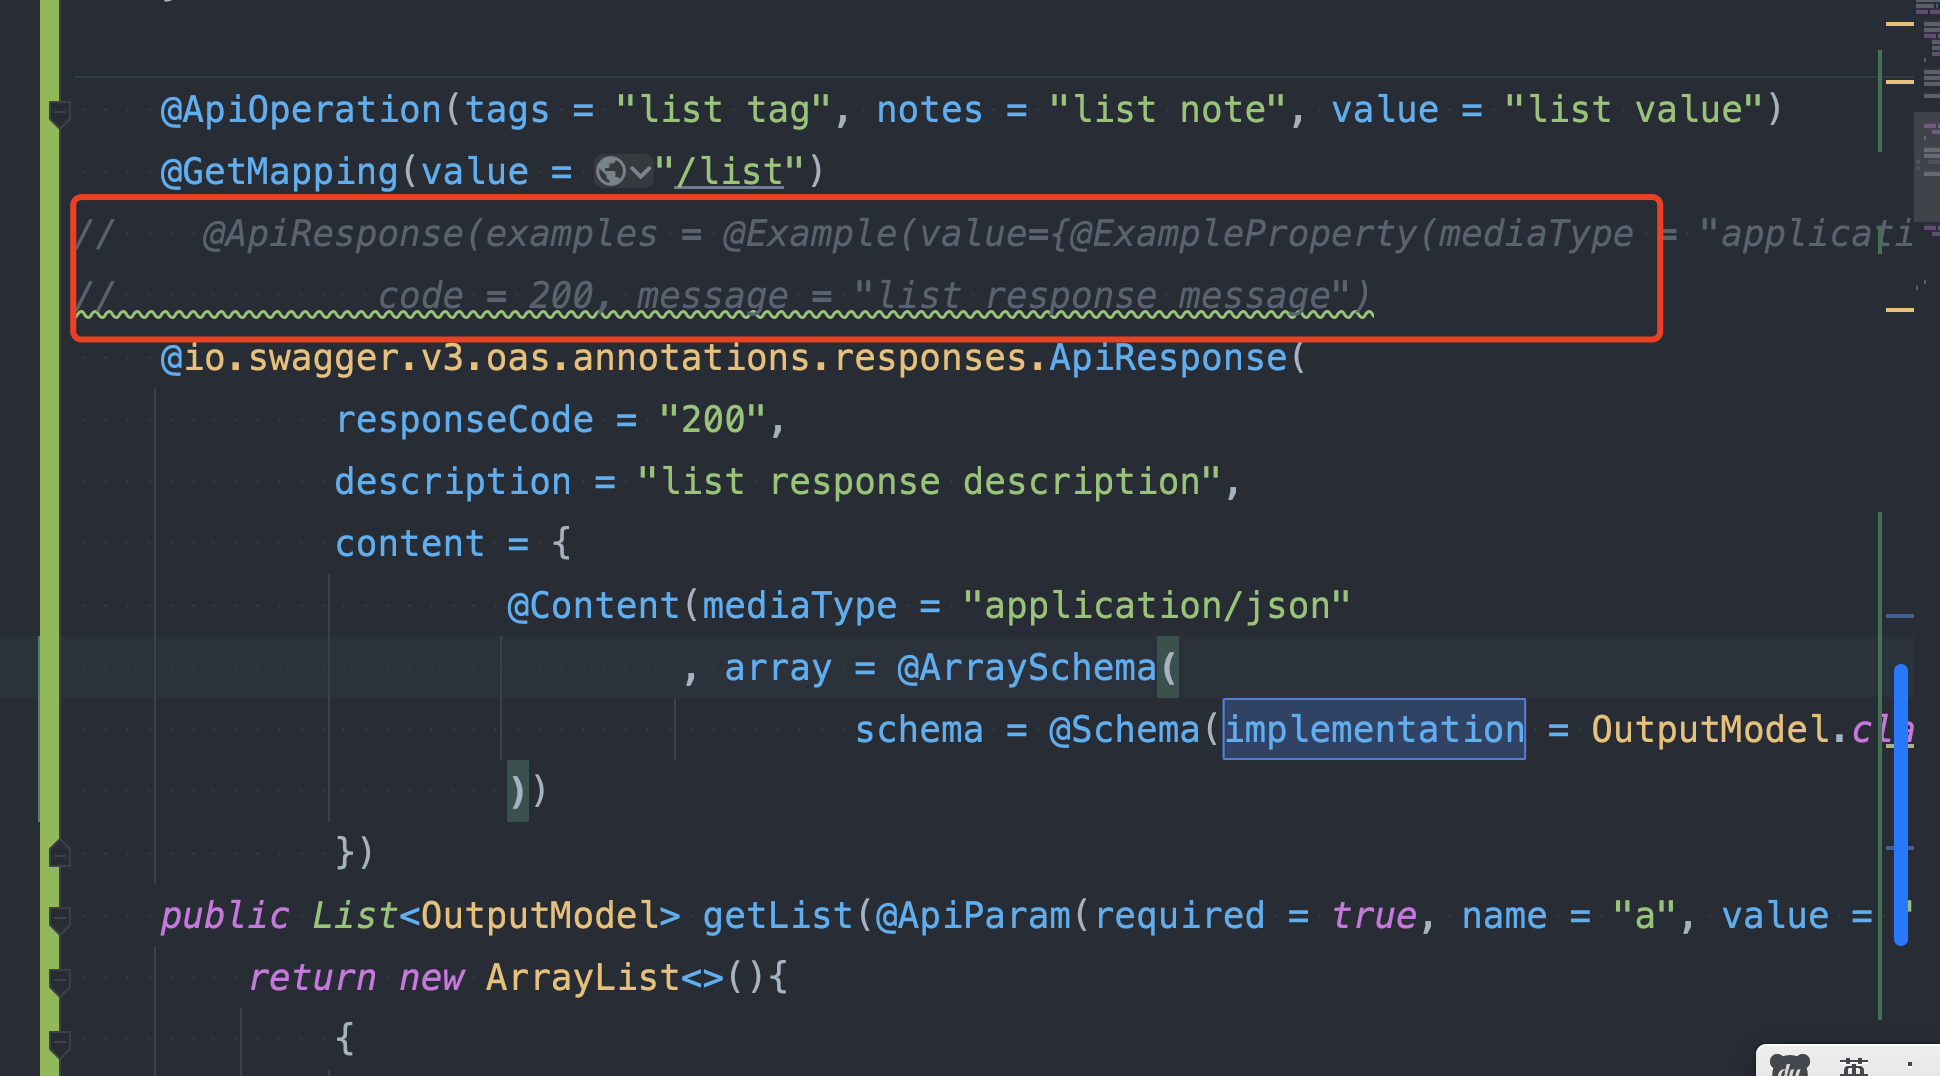 @ApiOperation(tags = "list tag", notes = "list note", value = "list value")
@GetMapping(value = "/list")
// @ApiResponse(examples = @Example(value={@ExampleProperty(mediaType = "applicati
// code = 200, message = "list response message")
@io.swagger.v3.oas.annotations.responses.ApiResponse(
responseCode = "200",
description = "list response description",
content = {
@Content(mediaType = "application/json"
, array = @ArraySchema(
schema = @Schema(implementation = OutputModel.cla
))
})
public List<OutputModel> getList(@ApiParam(required = true, name = "a", value = "
return new ArrayList<>(){
{
du 英